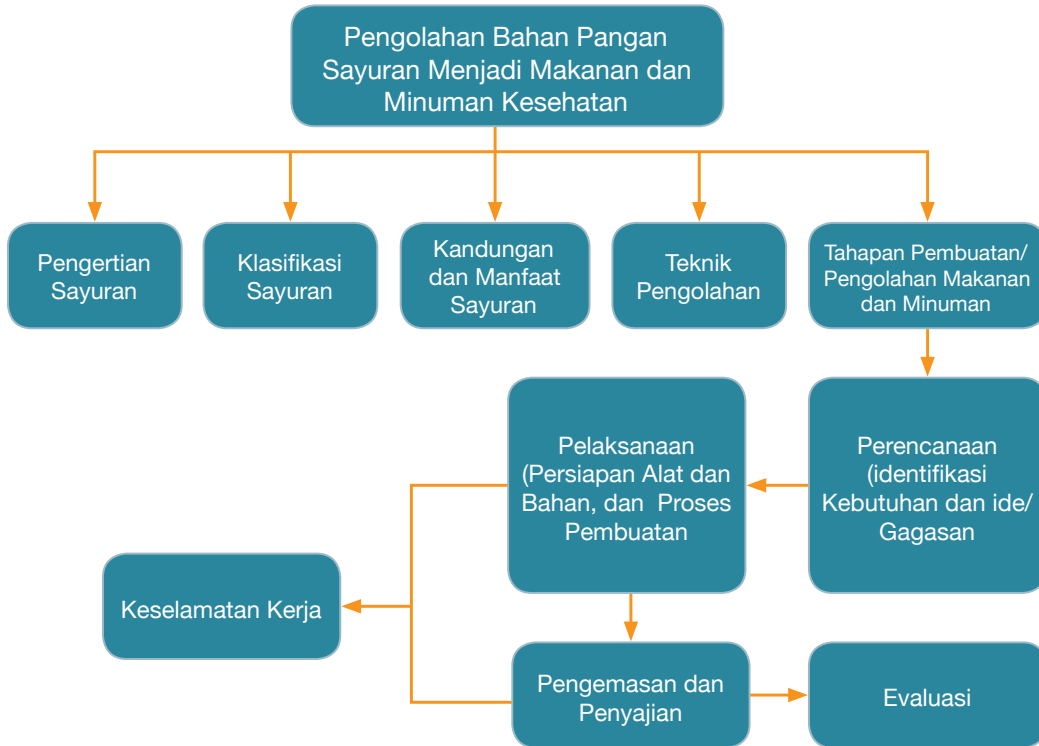 Pengolahan Bahan Pangan
Sayuran Menjadi Makanan dan
Minuman Kesehatan
Pengertian
Sayuran
Klasifikasi
Sayuran
Kandungan
dan Manfaat
Sayuran
Teknik
Pengolahan
Tahapan Pembuatan/
Pengolahan Makanan
dan Minuman
Perencanaan
(identifikasi
Kebutuhan dan ide/
Gagasan
Pelaksanaan
(Persiapan Alat dan
Bahan, dan Proses
Pembuatan
Keselamatan Kerja
Pengemasan dan
Penyajian
Evaluasi